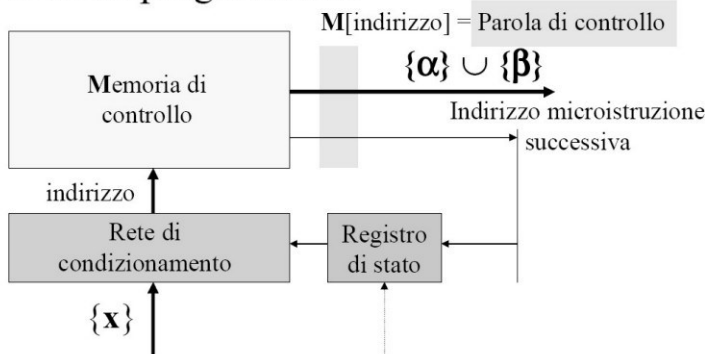 M[indirizzo] = Parola di controllo
{α} ∪ {β}
Memoria di
controllo
Indirizzo microistruzione
successiva
indirizzo
Rete di
condizionamento
Registro
di stato
{x}